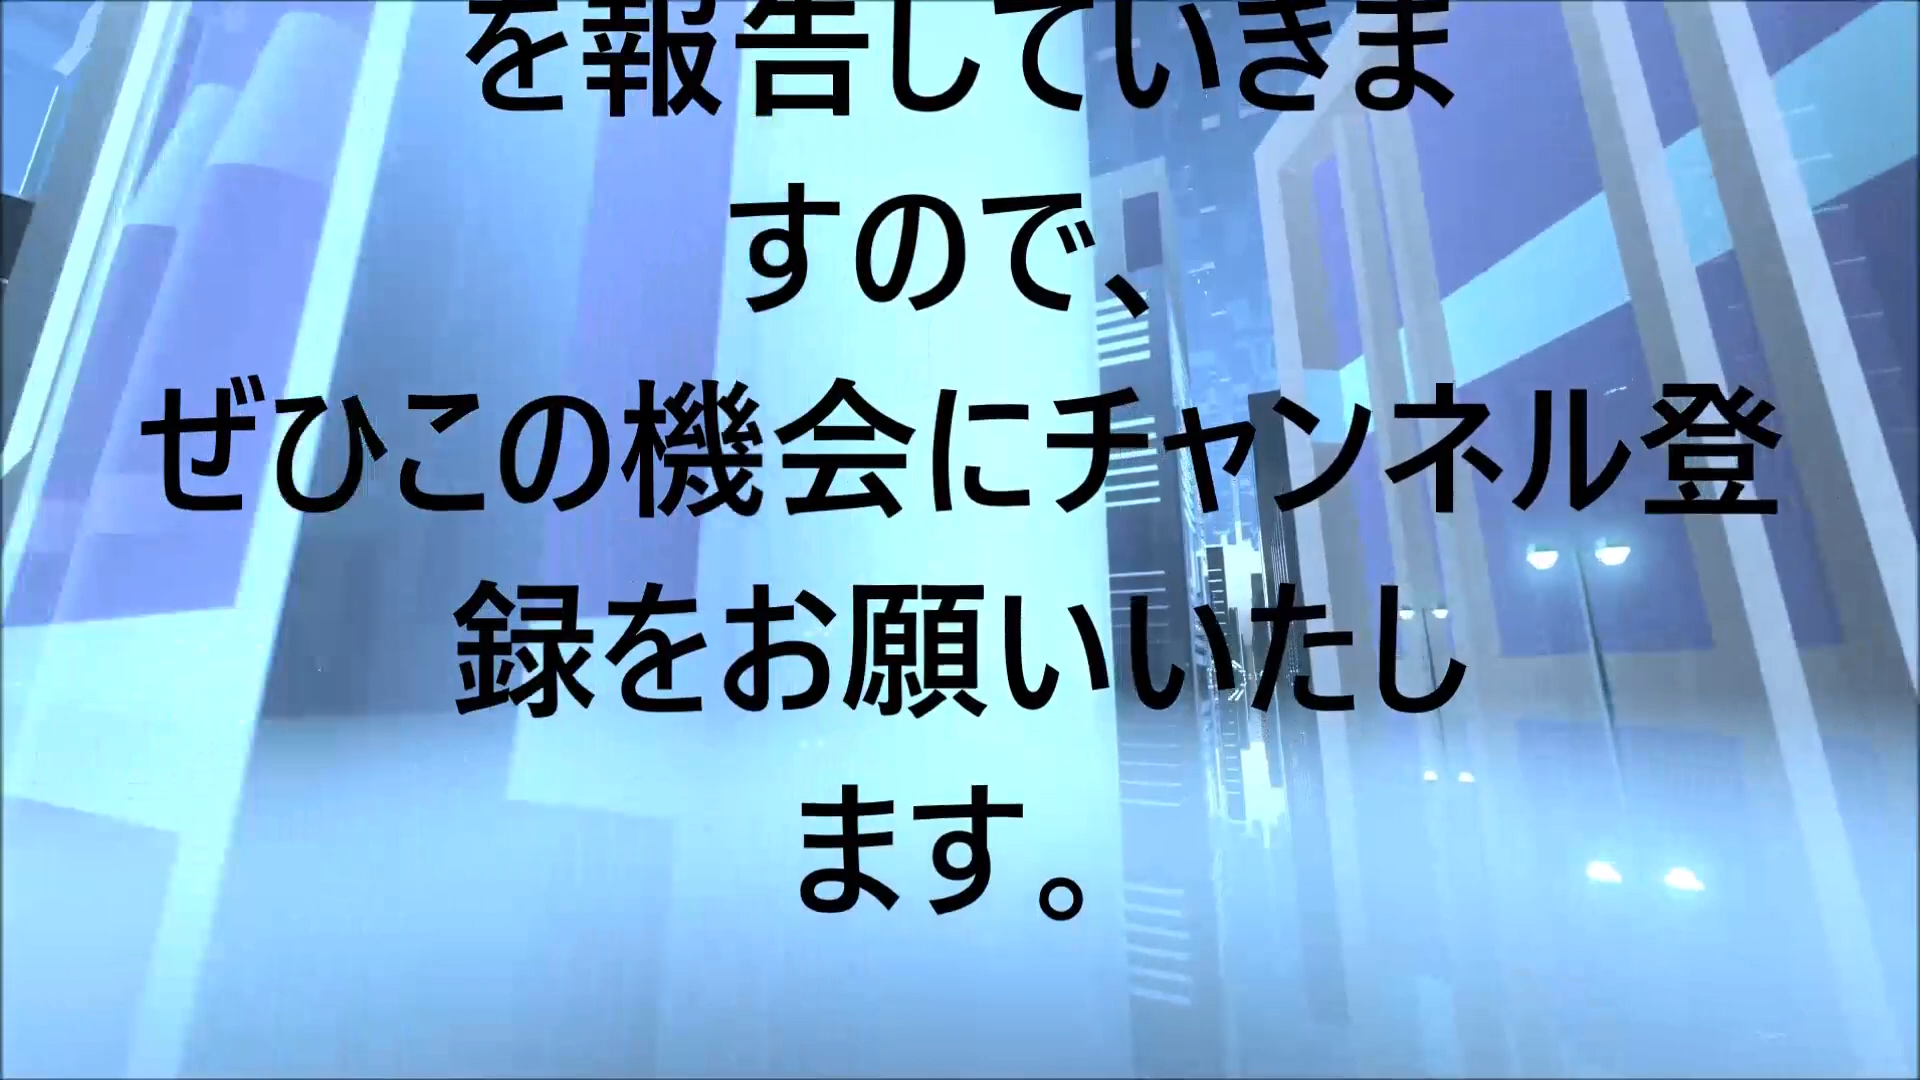 を報告していきま
すので、
ぜひこの機会にチャンネル登
録をお願いいたし
ます。